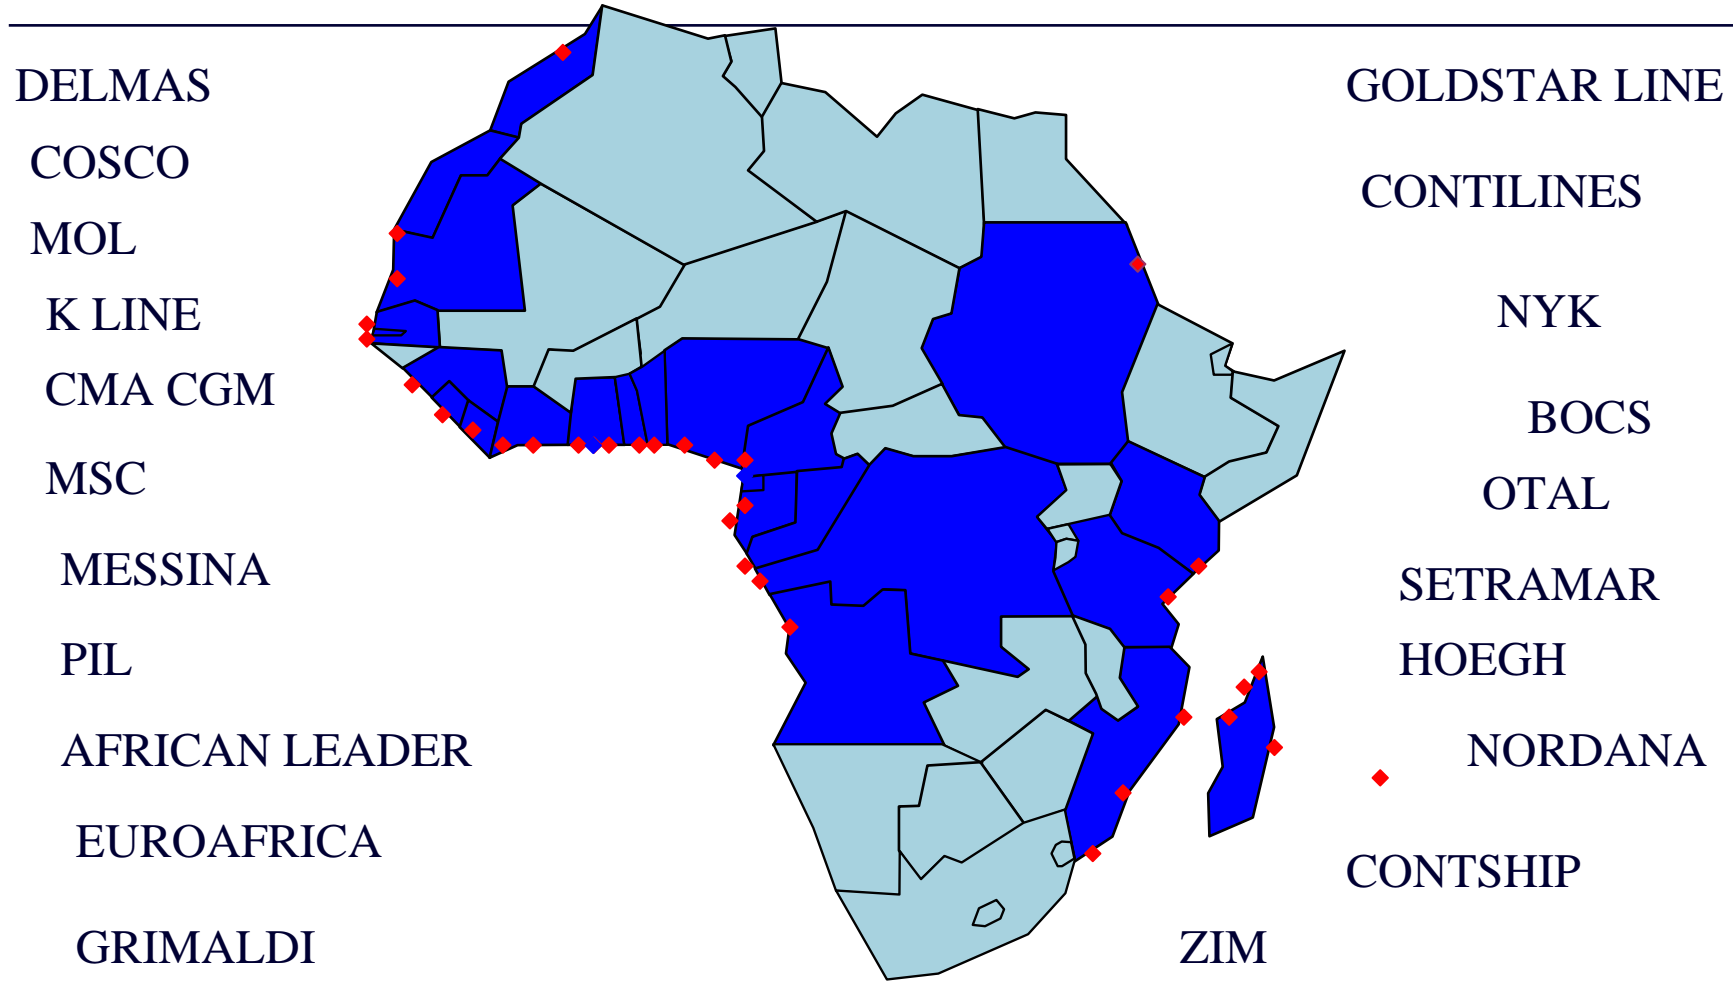 DELMAS
COSCO
MOL
K LINE
CMA CGM
MSC
MESSINA
PIL
AFRICAN LEADER
EUROAFRICA
GRIMALDI
GOLDSTAR LINE
CONTILINES
NYK
BOCS
OTAL
SETRAMAR
HOEGH
NORDANA
CONTSHIP
ZIM